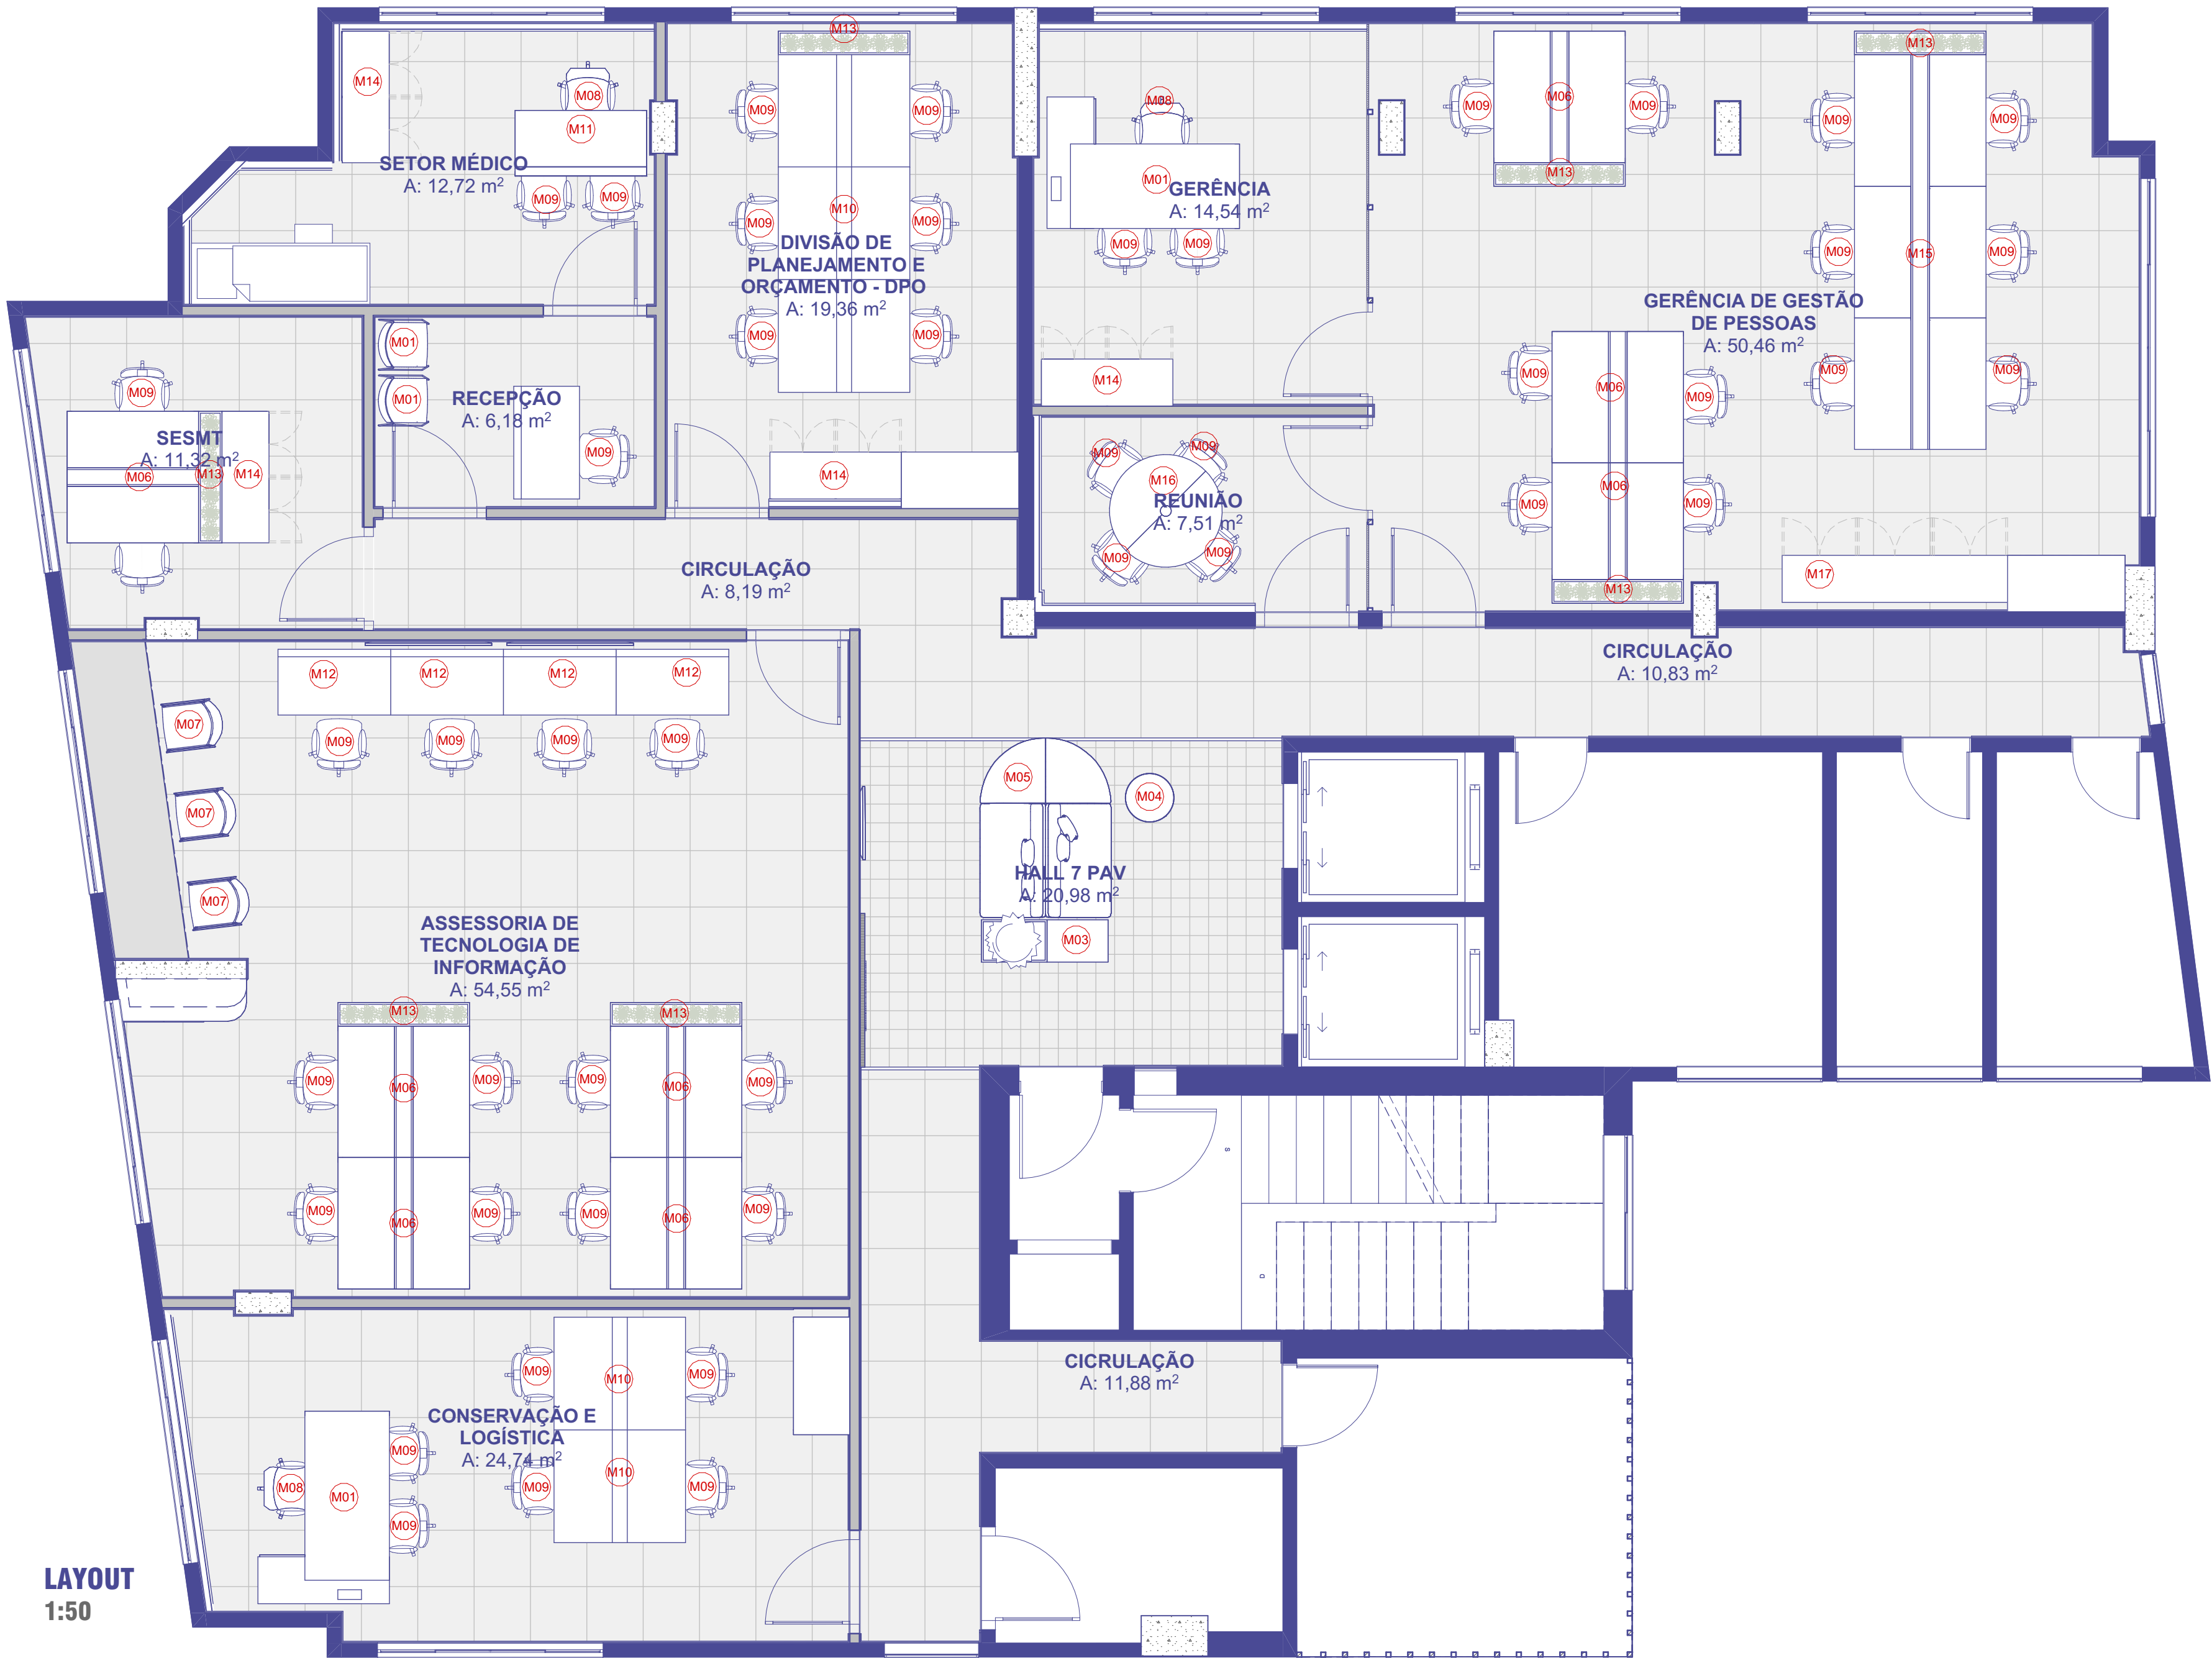 M14
M08
M11
SETOR MÉDICO
A: 12,72 m²
M09
M09
M13
M09
M09
M10
M09
M09
DIVISÃO DE
PLANEJAMENTO E
ORÇAMENTO - DPO
A: 19,36 m²
M09
M09
M14
M08
M01
GERÊNCIA
A: 14,54 m²
M09
M09
M14
M09
M06
M09
M13
M13
M09
M09
M09
M15
M09
M09
M09
GERÊNCIA DE GESTÃO
DE PESSOAS
A: 50,46 m²
M09
M06
M09
M09
M06
M09
M13
M17
M09
SESMT
A: 11,32 m²
M06
M13
M14
M01
M01
RECEPÇÃO
A: 6,18 m²
M09
M09
M09
M16
REUNIÃO
A: 7,51 m²
M09
M09
CIRCULAÇÃO
A: 8,19 m²
CIRCULAÇÃO
A: 10,83 m²
M12
M12
M12
M12
M07
M09
M09
M09
M09
M07
M07
ASSESSORIA DE
TECNOLOGIA DE
INFORMAÇÃO
A: 54,55 m²
M13
M13
M09
M06
M09
M09
M06
M09
M09
M06
M09
M09
M06
M09
M05
M04
HALL 7 PAV
A: 20,98 m²
M03
S
D
CICRULAÇÃO
A: 11,88 m²
M09
M10
M09
CONSERVAÇÃO E
LOGÍSTICA
A: 24,74 m²
M09
M08
M01
M09
M09
M10
M09
LAYOUT
1:50